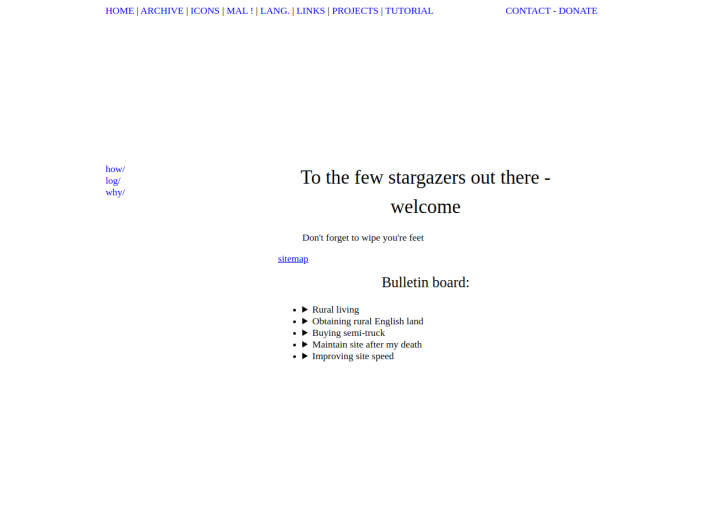 HOME | ARCHIVE | ICONS | MAL ! | LANG. | LINKS | PROJECTS | TUTORIAL CONTACT - DONATE
how/
log/
why/
To the few stargazers out there -
welcome
Don't forget to wipe you're feet
sitemap
Bulletin board:
Rural living
Obtaining rural English land
Buying semi-truck
Maintain site after my death
Improving site speed